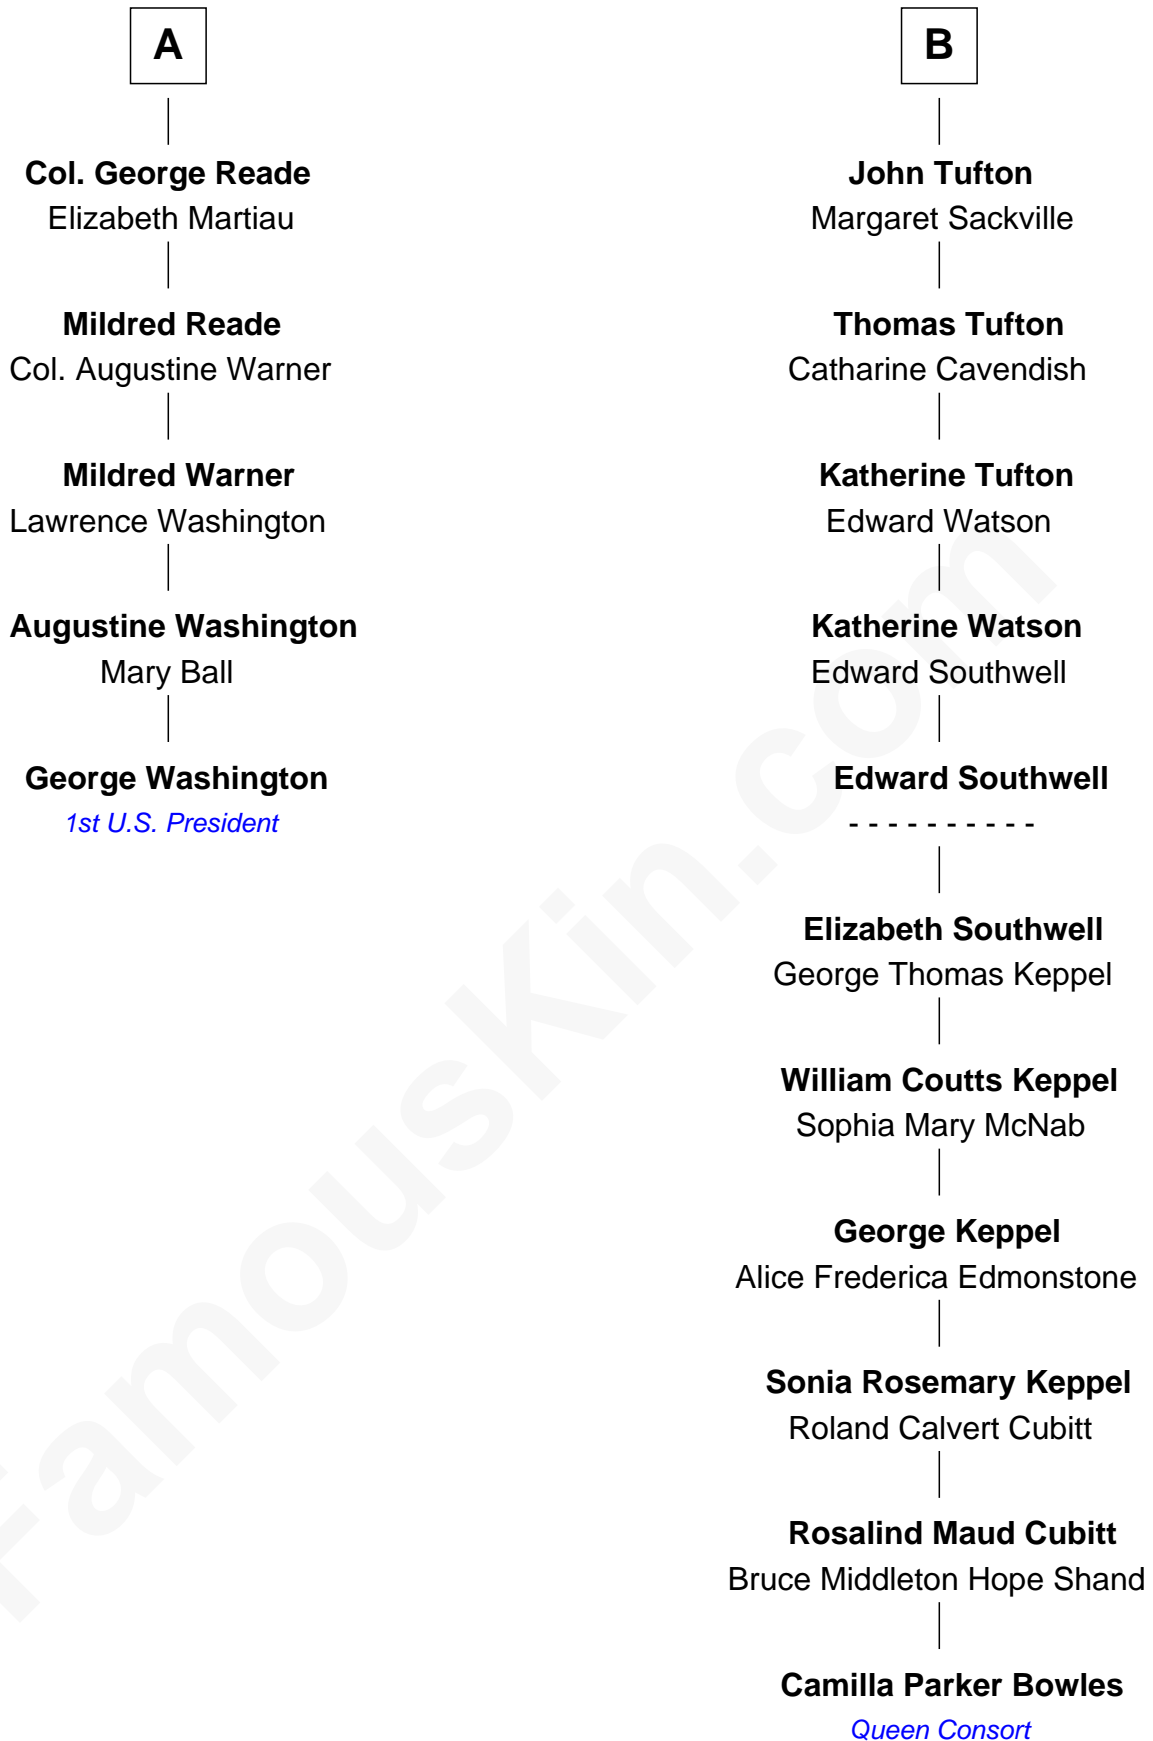 A
Col. George Reade
Elizabeth Martiau
Mildred Reade
Col. Augustine Warner
Mildred Warner
Lawrence Washington
Augustine Washington
Mary Ball
George Washington
1st U.S. President
B
John Tufton
Margaret Sackville
Thomas Tufton
Catharine Cavendish
Katherine Tufton
Edward Watson
Katherine Watson
Edward Southwell
Edward Southwell
- - - - - - - - - -
Elizabeth Southwell
George Thomas Keppel
William Coutts Keppel
Sophia Mary McNab
George Keppel
Alice Frederica Edmonstone
Sonia Rosemary Keppel
Roland Calvert Cubitt
Rosalind Maud Cubitt
Bruce Middleton Hope Shand
Camilla Parker Bowles
Queen Consort
FamousKin.com